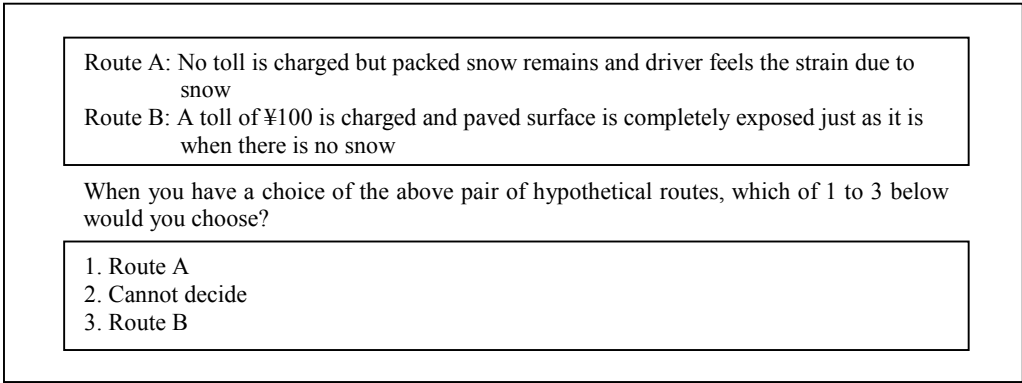 Route A: No toll is charged but packed snow remains and driver feels the strain due to
snow
Route B: A toll of ¥100 is charged and paved surface is completely exposed just as it is
when there is no snow
When you have a choice of the above pair of hypothetical routes, which of 1 to 3 below
would you choose?
1. Route A
2. Cannot decide
3. Route B